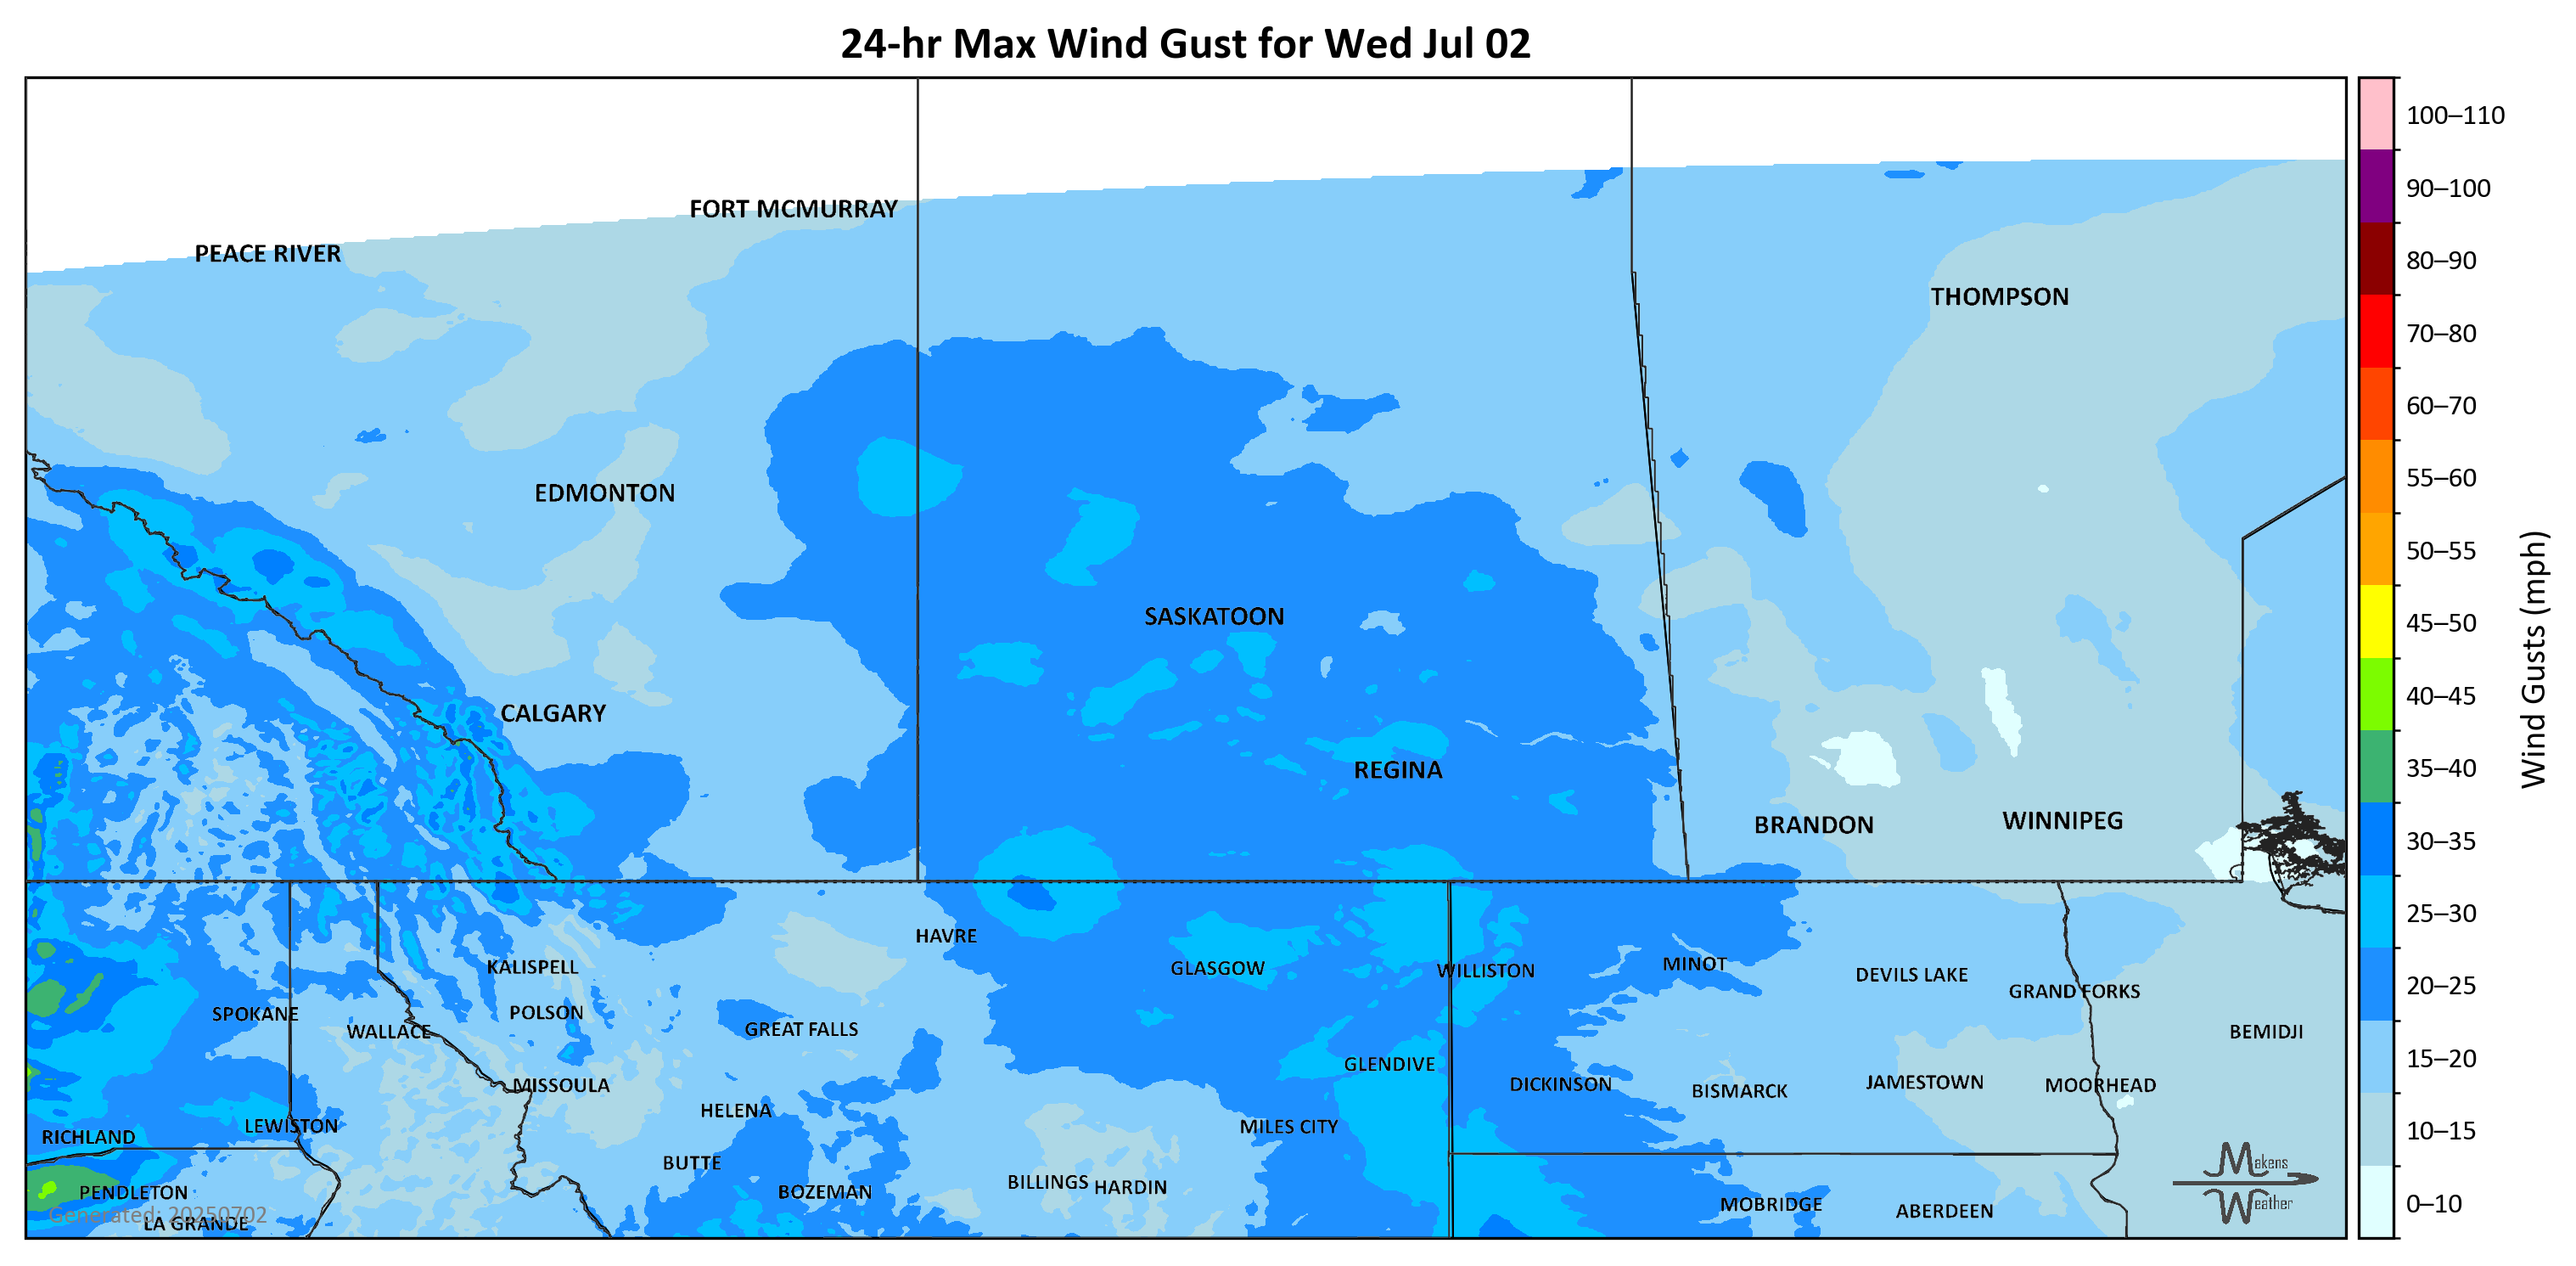 24-hr Max Wind Gust for Wed Jul 02
100–110
FORT MCMURRAY
90–100
PEACE RIVER
80–90
THOMPSON
70–80
60–70
EDMONTON
55–60
50–55
SASKATOON
45–50
CALGARY
40–45
Wind Gusts (mph)
REGINA
35–40
BRANDON
WINNIPEG
30–35
25–30
HAVRE
KALISPELL
GLASGOW
WILLISTON
MINOT
DEVILS LAKE
20–25
GRAND FORKS
SPOKANE
POLSON
WALLACE
GREAT FALLS
BEMIDJI
15–20
GLENDIVE
MISSOULA
DICKINSON
BISMARCK
JAMESTOWN
MOORHEAD
HELENA
LEWISTON
MILES CITY
10–15
RICHLAND
BUTTE
Makens
Weather
PENDLETON
BOZEMAN
BILLINGS
HARDIN
MOBRIDGE
ABERDEEN
0–10
Generated: 20250702
LA GRANDE